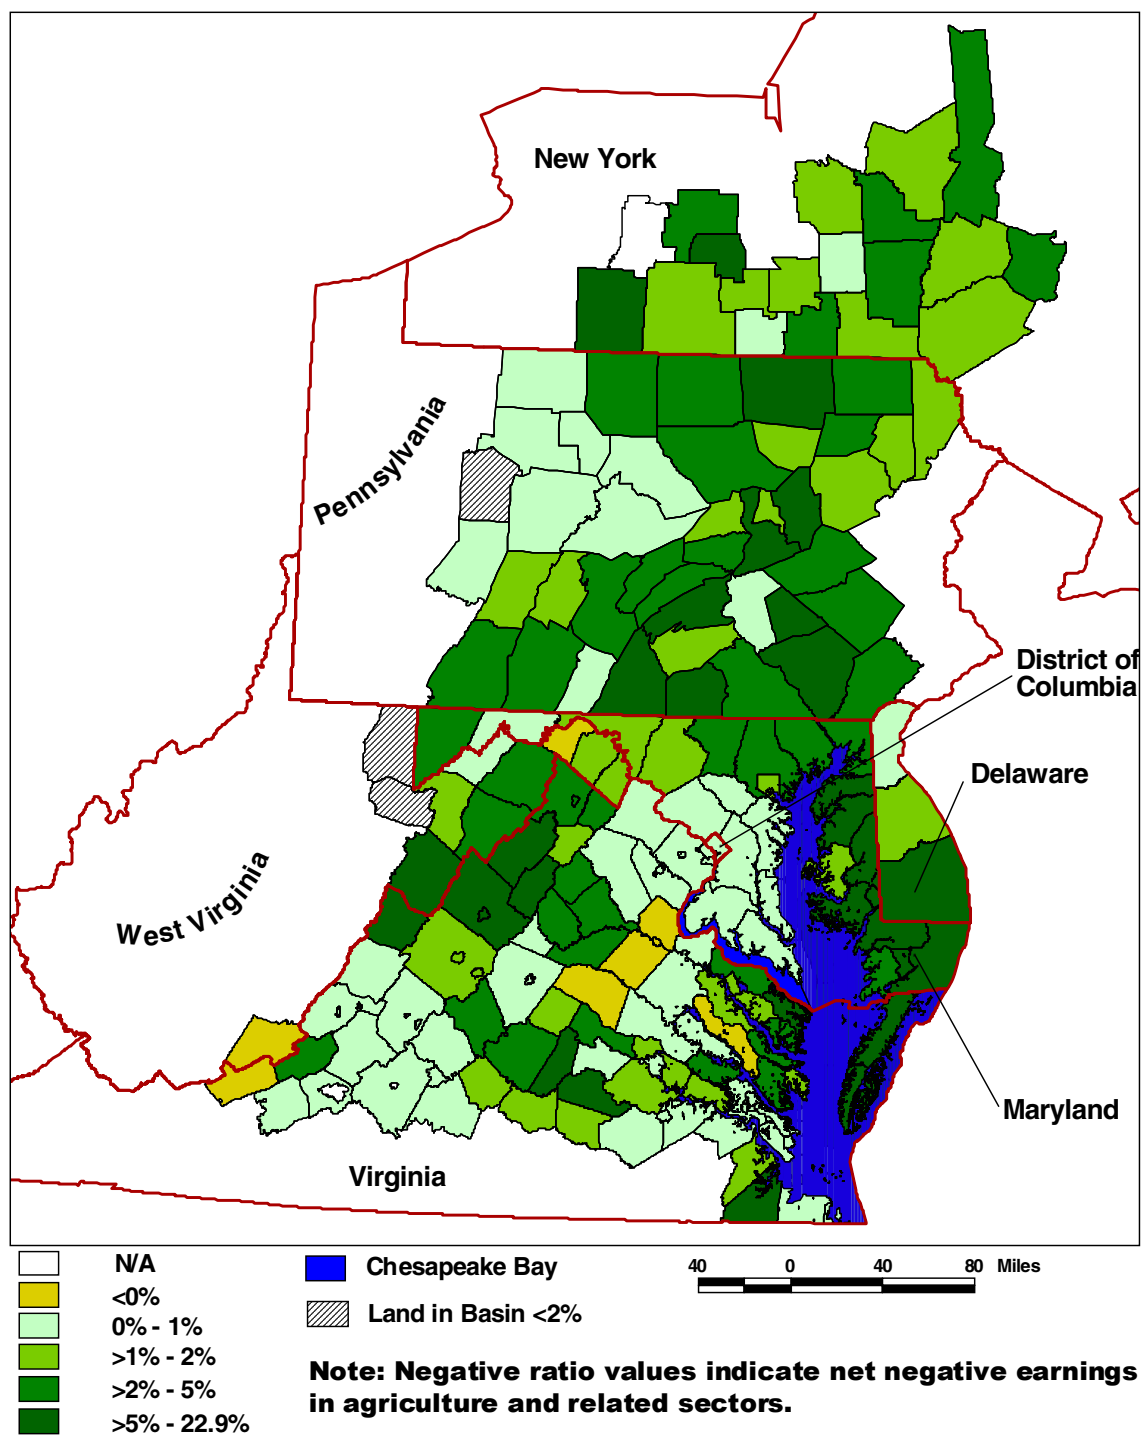 New York
Pennsylvania
District of
Columbia
Delaware
West Virginia
Maryland
Virginia
N/A
<0%
0% - 1%
>1% - 2%
>2% - 5%
>5% - 22.9%
Chesapeake Bay
Land in Basin <2%
40 0 40 80 Miles
Note: Negative ratio values indicate net negative earnings
in agriculture and related sectors.